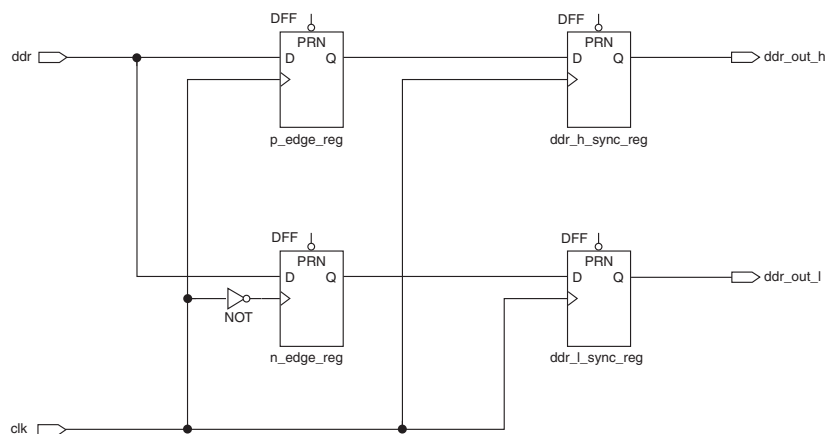 DFF
DFF
PRN
PRN
ddr
D
Q
D
Q
ddr_out_h
p_edge_reg
ddr_h_sync_reg
DFF
DFF
PRN
PRN
D
Q
D
Q
ddr_out_l
NOT
n_edge_reg
ddr_l_sync_reg
clk